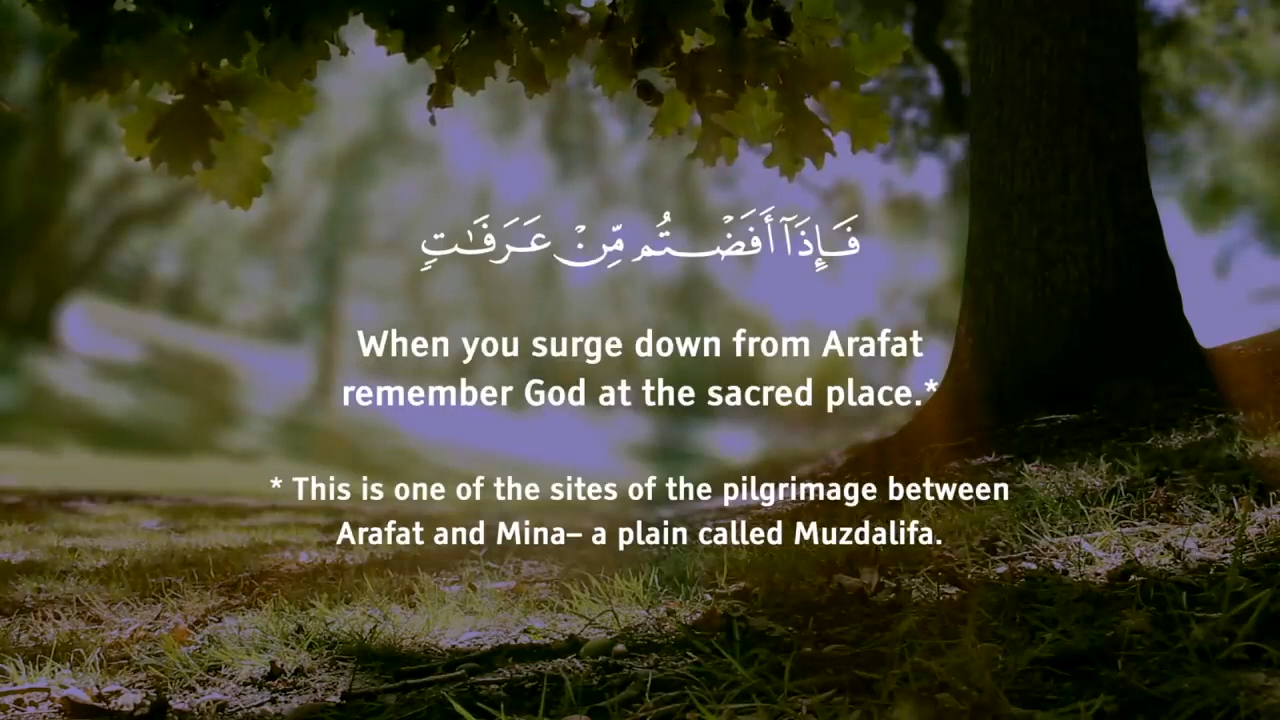 فَإِذَآ أَفَضْتُم مِّنْ عَرَفَٰتٍ
When you surge down from Arafat
remember God at the sacred place.*
* This is one of the sites of the pilgrimage between
Arafat and Mina– a plain called Muzdalifa.